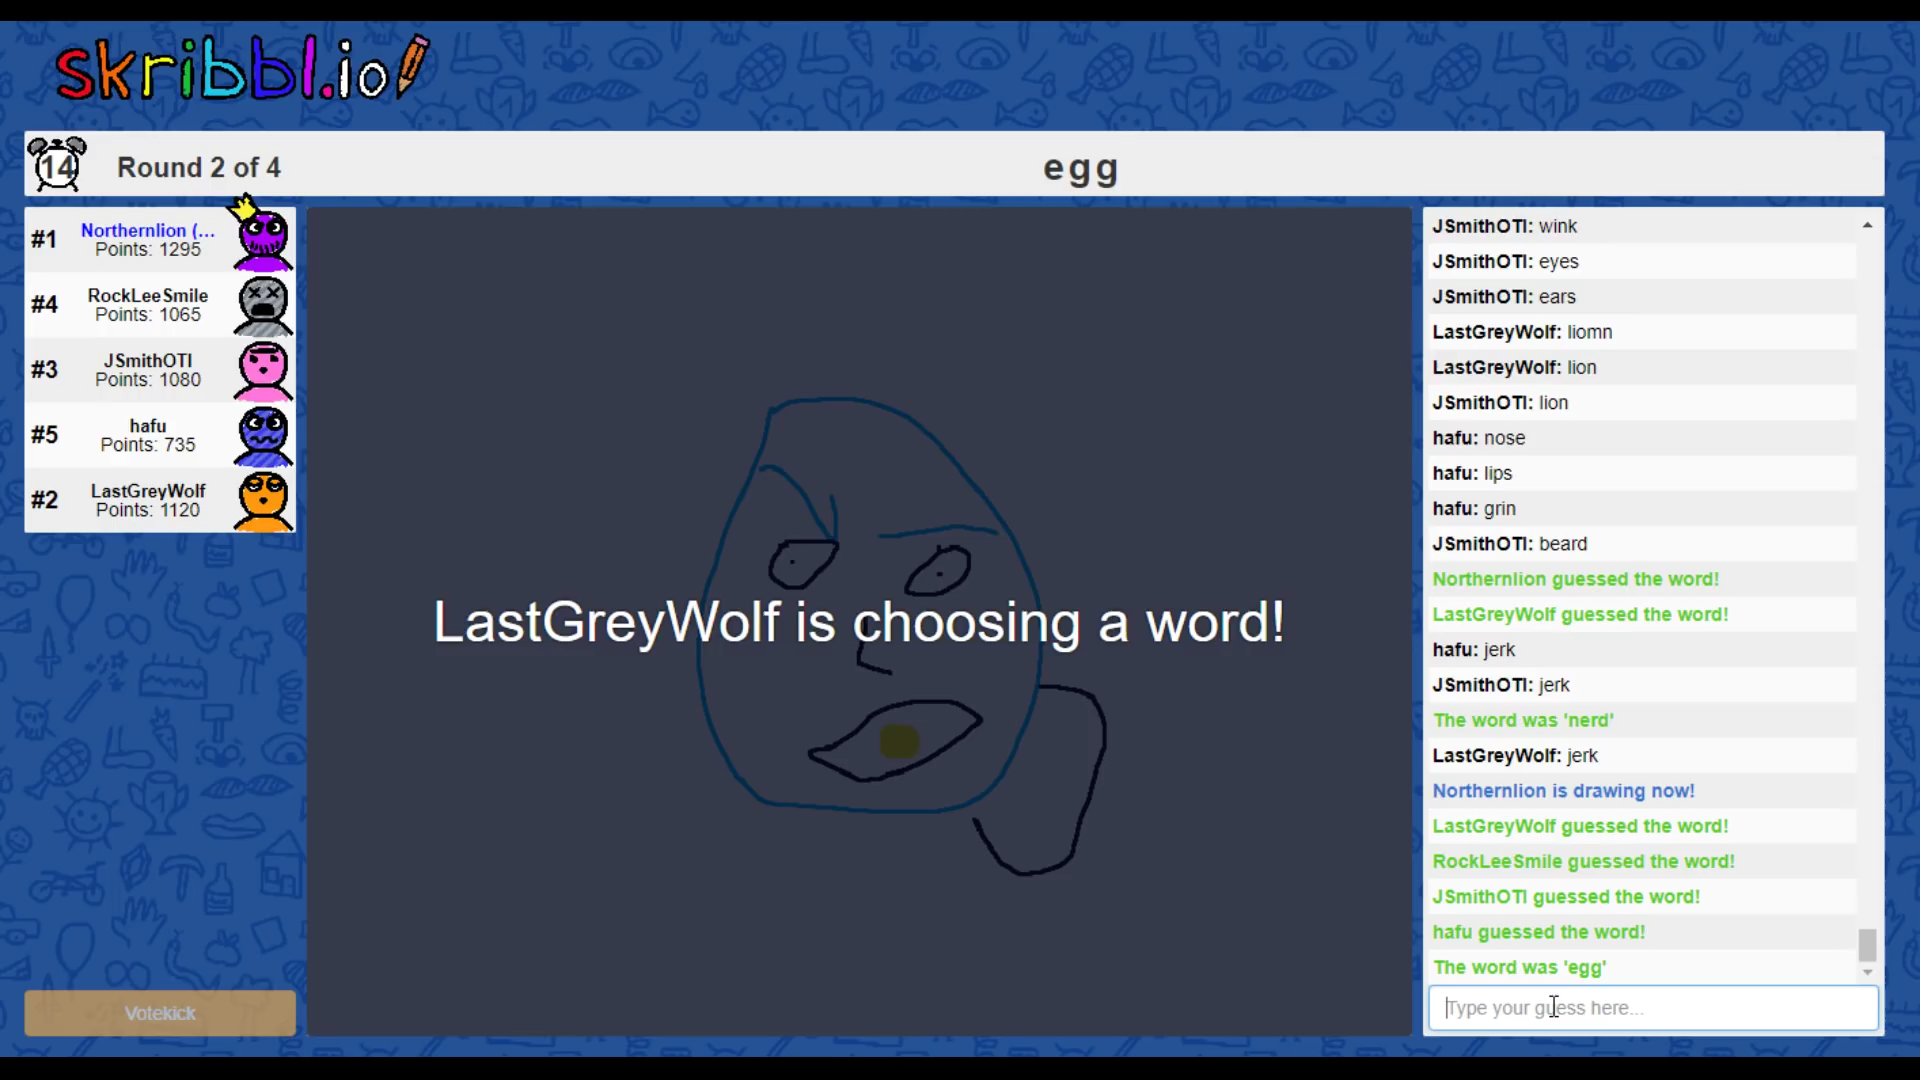 skribbl.io
14
Round 2 of 4
egg
#1
Northernlion (...
Points: 1295
#4
RockLeeSmile
Points: 1065
#3
JSmithOTI
Points: 1080
#5
hafu
Points: 735
#2
LastGreyWolf
Points: 1120
LastGreyWolf is choosing a word!
JSmithOTI: wink
JSmithOTI: eyes
JSmithOTI: ears
LastGreyWolf: liomn
LastGreyWolf: lion
JSmithOTI: lion
hafu: nose
hafu: lips
hafu: grin
JSmithOTI: beard
Northernlion guessed the word!
LastGreyWolf guessed the word!
hafu: jerk
JSmithOTI: jerk
The word was 'nerd'
LastGreyWolf: jerk
Northernlion is drawing now!
LastGreyWolf guessed the word!
RockLeeSmile guessed the word!
JSmithOTI guessed the word!
hafu guessed the word!
The word was 'egg'
Type your guess here...
Votekick